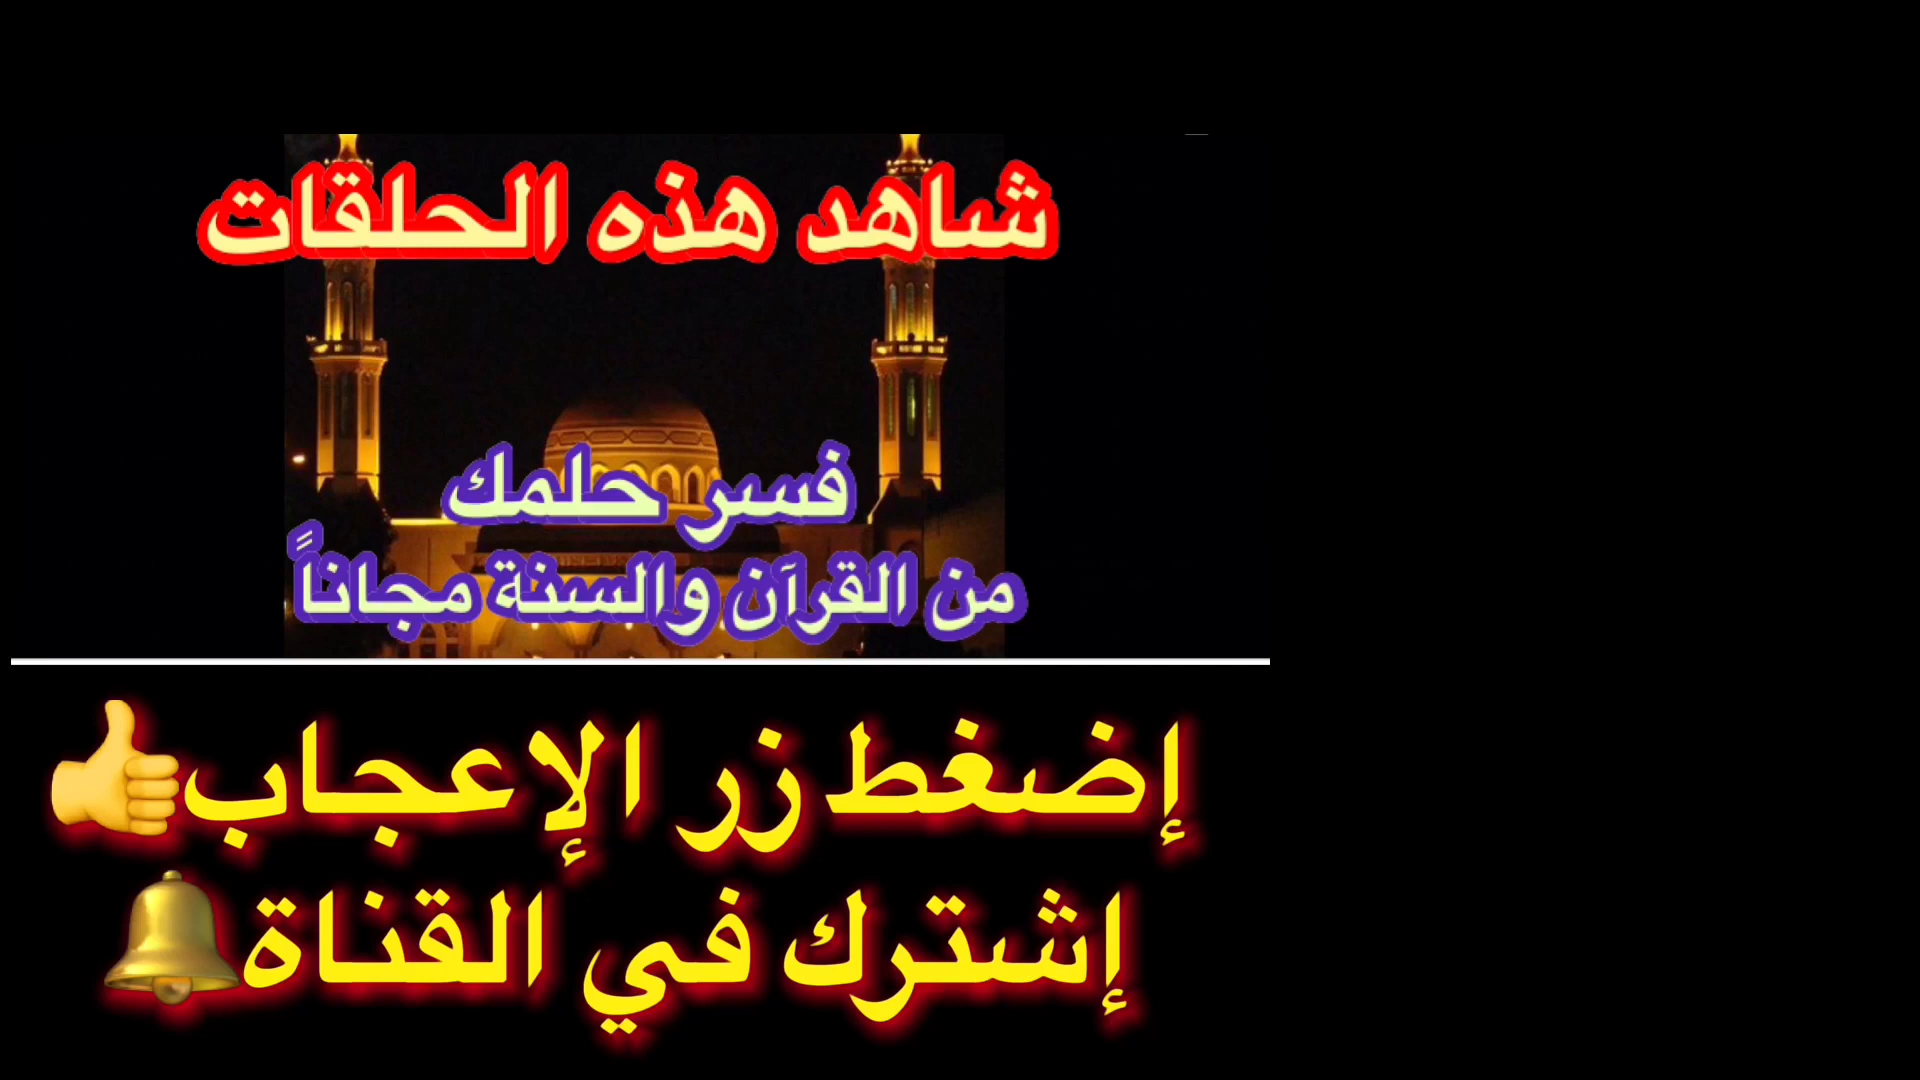 شاهد هذه الحلقات
فسر حلمك
من القرآن والسنة مجاناً
إضغط زر الإعجاب👍
إشترك في القناة🔔